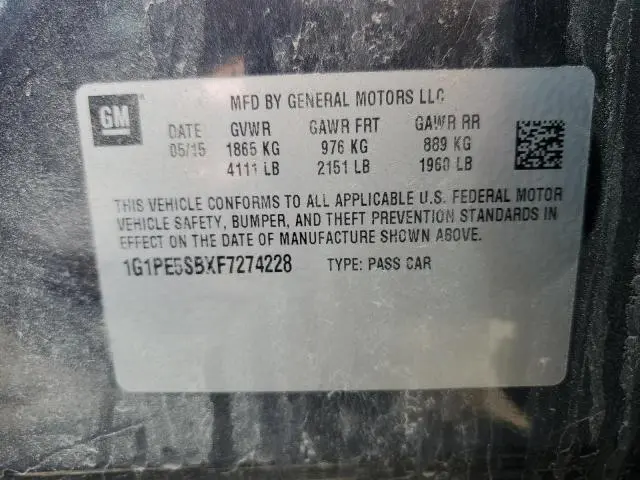 GM
MFD BY GENERAL MOTORS LLC
DATE GVWR GAWR FRT GAWR RR
05/15 1865 KG 976 KG 889 KG
4111 LB 2151 LB 1960 LB
THIS VEHICLE CONFORMS TO ALL APPLICABLE U.S. FEDERAL MOTOR
VEHICLE SAFETY, BUMPER, AND THEFT PREVENTION STANDARDS IN
EFFECT ON THE DATE OF MANUFACTURE SHOWN ABOVE.
1G1PE5SBXF7274228 TYPE: PASS CAR